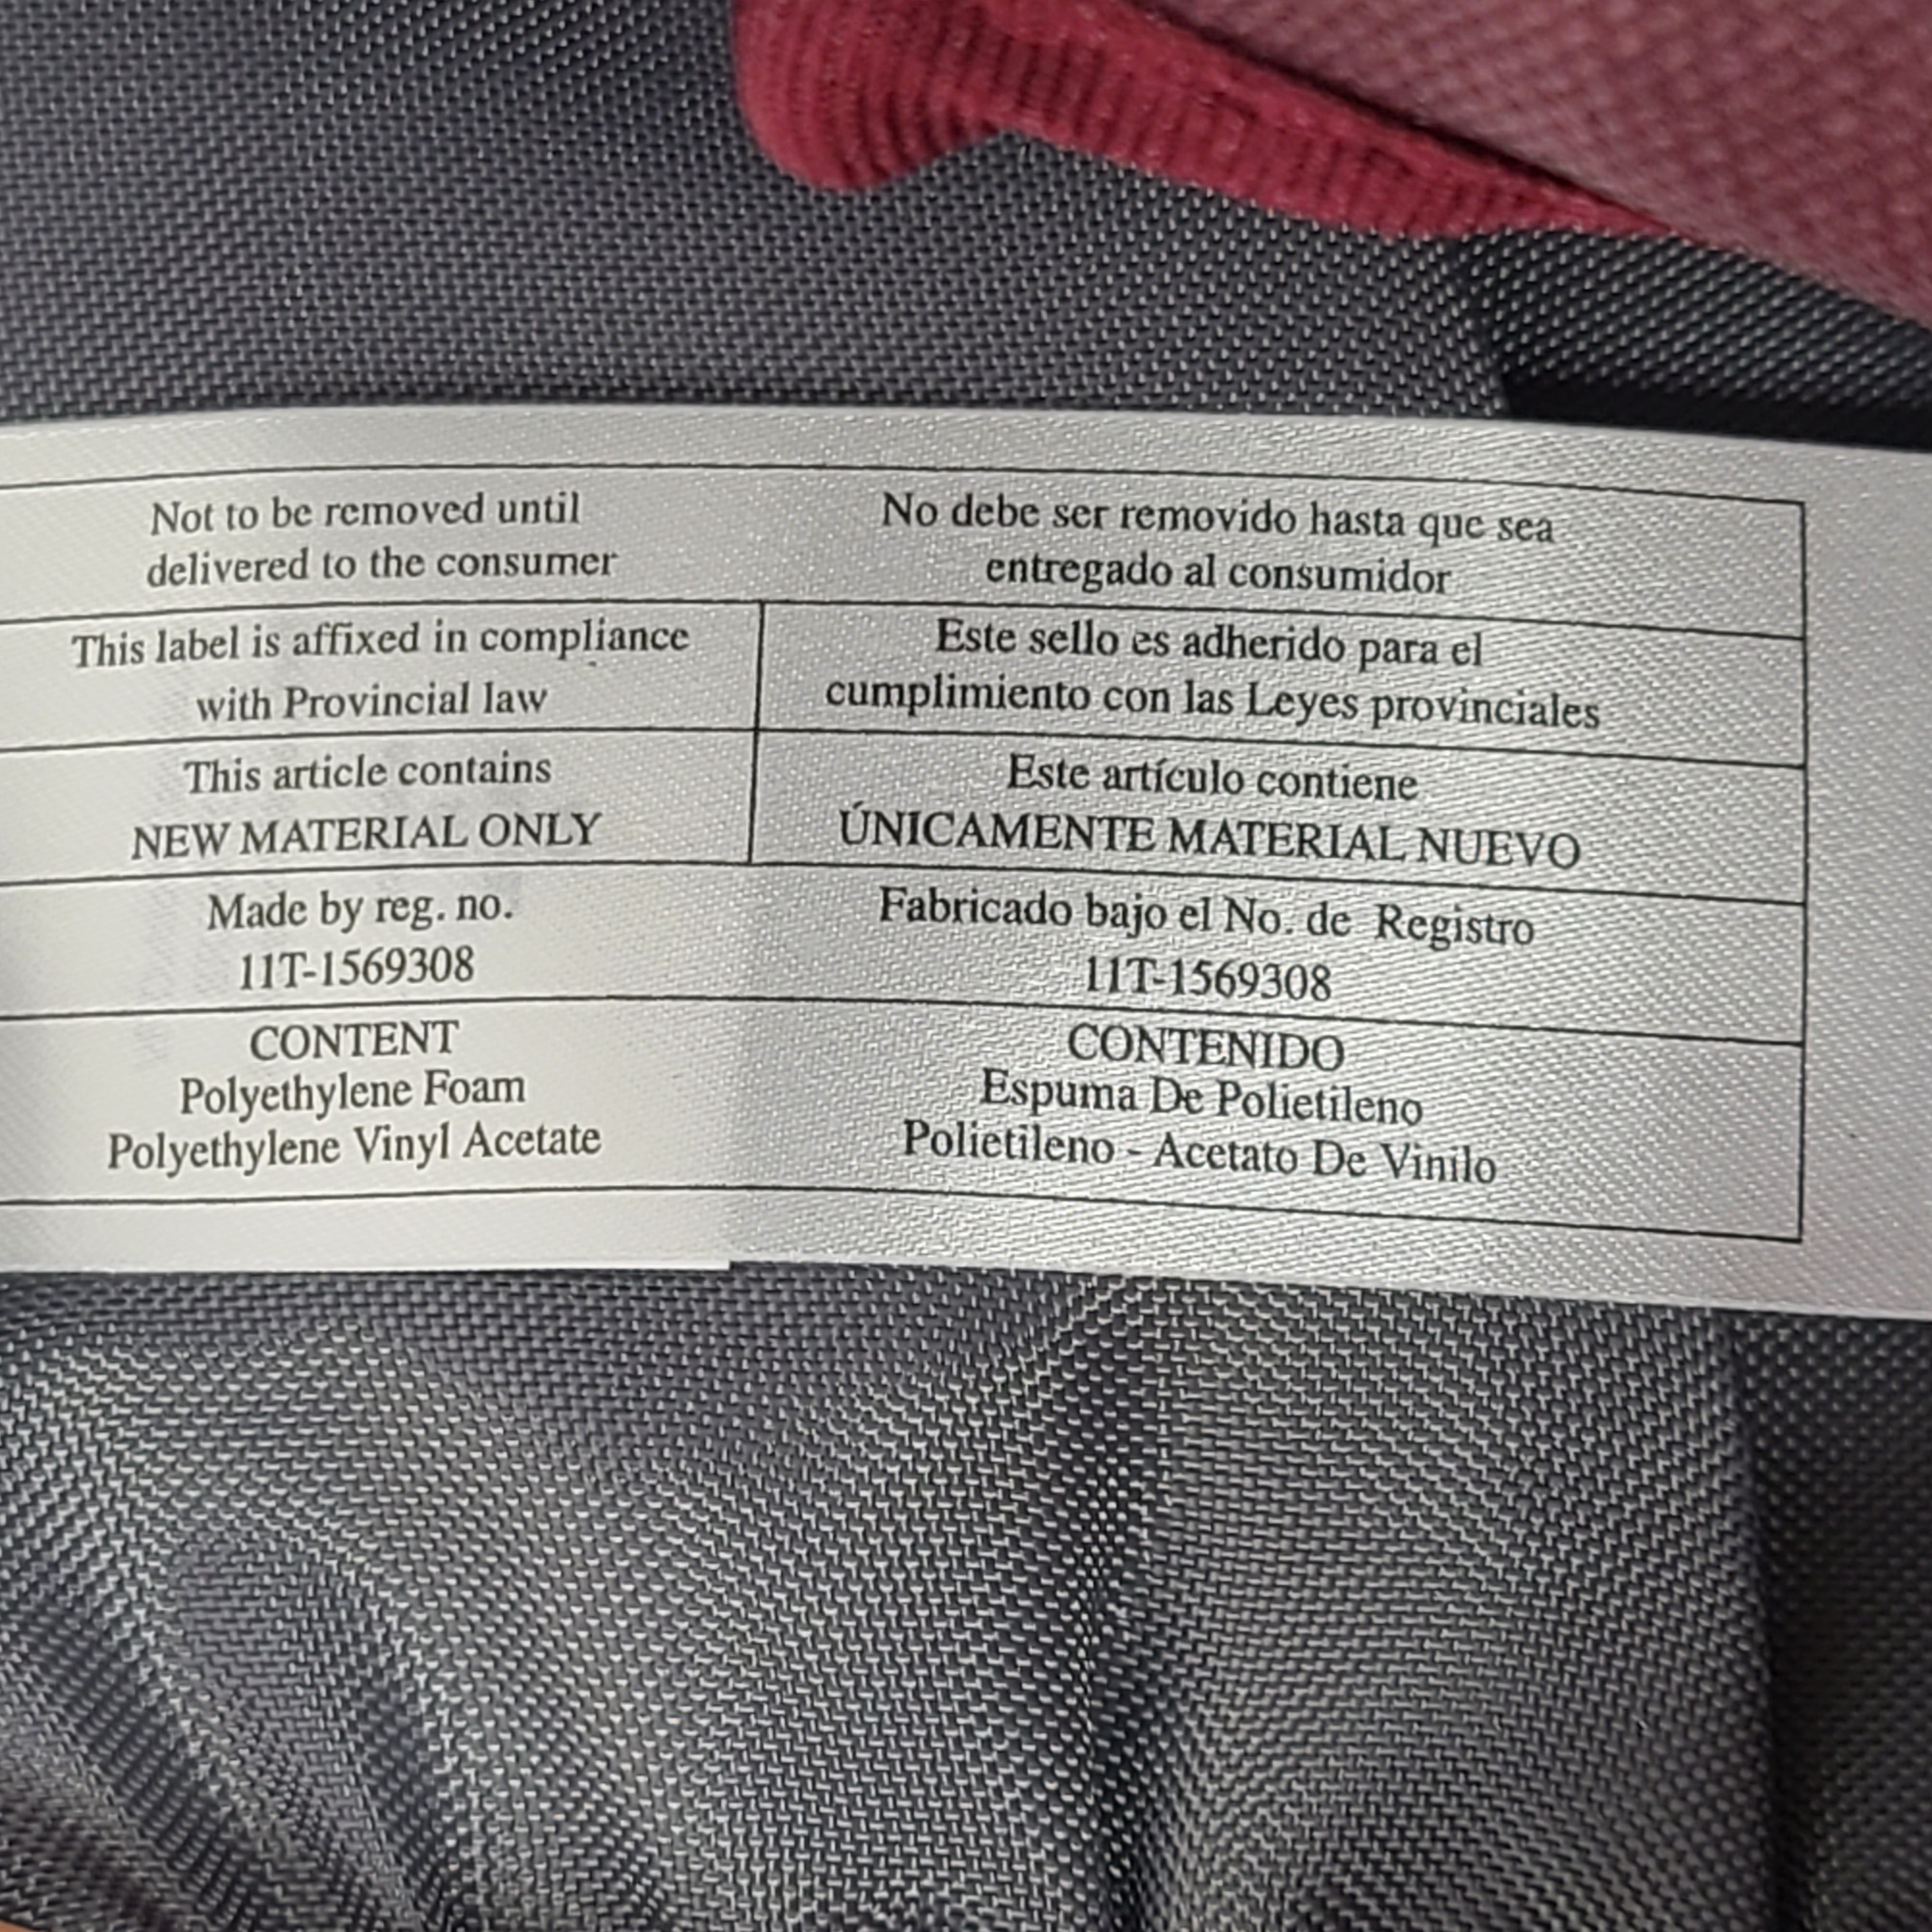 Not to be removed until
delivered to the consumer
No debe ser removido hasta que sea
entregado al consumidor
This label is affixed in compliance
with Provincial law
Este sello es adherido para el
cumplimiento con las Leyes provinciales
This article contains
NEW MATERIAL ONLY
Este artículo contiene
ÚNICAMENTE MATERIAL NUEVO
Made by reg. no.
11T-1569308
Fabricado bajo el No. de Registro
11T-1569308
CONTENT
Polyethylene Foam
Polyethylene Vinyl Acetate
CONTENIDO
Espuma De Polietileno
Polietileno - Acetato De Vinilo